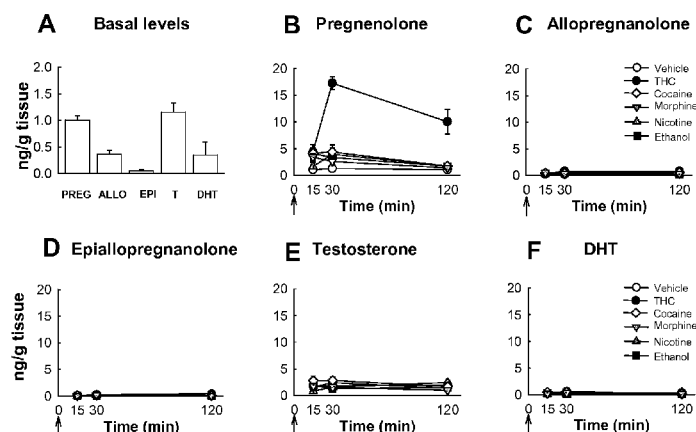 A Basal levels
ng/g tissue
2.0
1.5
1.0
0.5
0.0
PREG ALLO EPI T DHT
B Pregnenolone
20
15
10
5
0
0 15 30 120
Time (min)
C Allopregnanolone
20
15
10
5
0
Vehicle
THC
Cocaine
Morphine
Nicotine
Ethanol
0 15 30 120
Time (min)
D Epiallopregnanolone
ng/g tissue
20
15
10
5
0
0 15 30 120
Time (min)
E Testosterone
20
15
10
5
0
0 15 30 120
Time (min)
F DHT
20
15
10
5
0
Vehicle
THC
Cocaine
Morphine
Nicotine
Ethanol
0 15 30 120
Time (min)